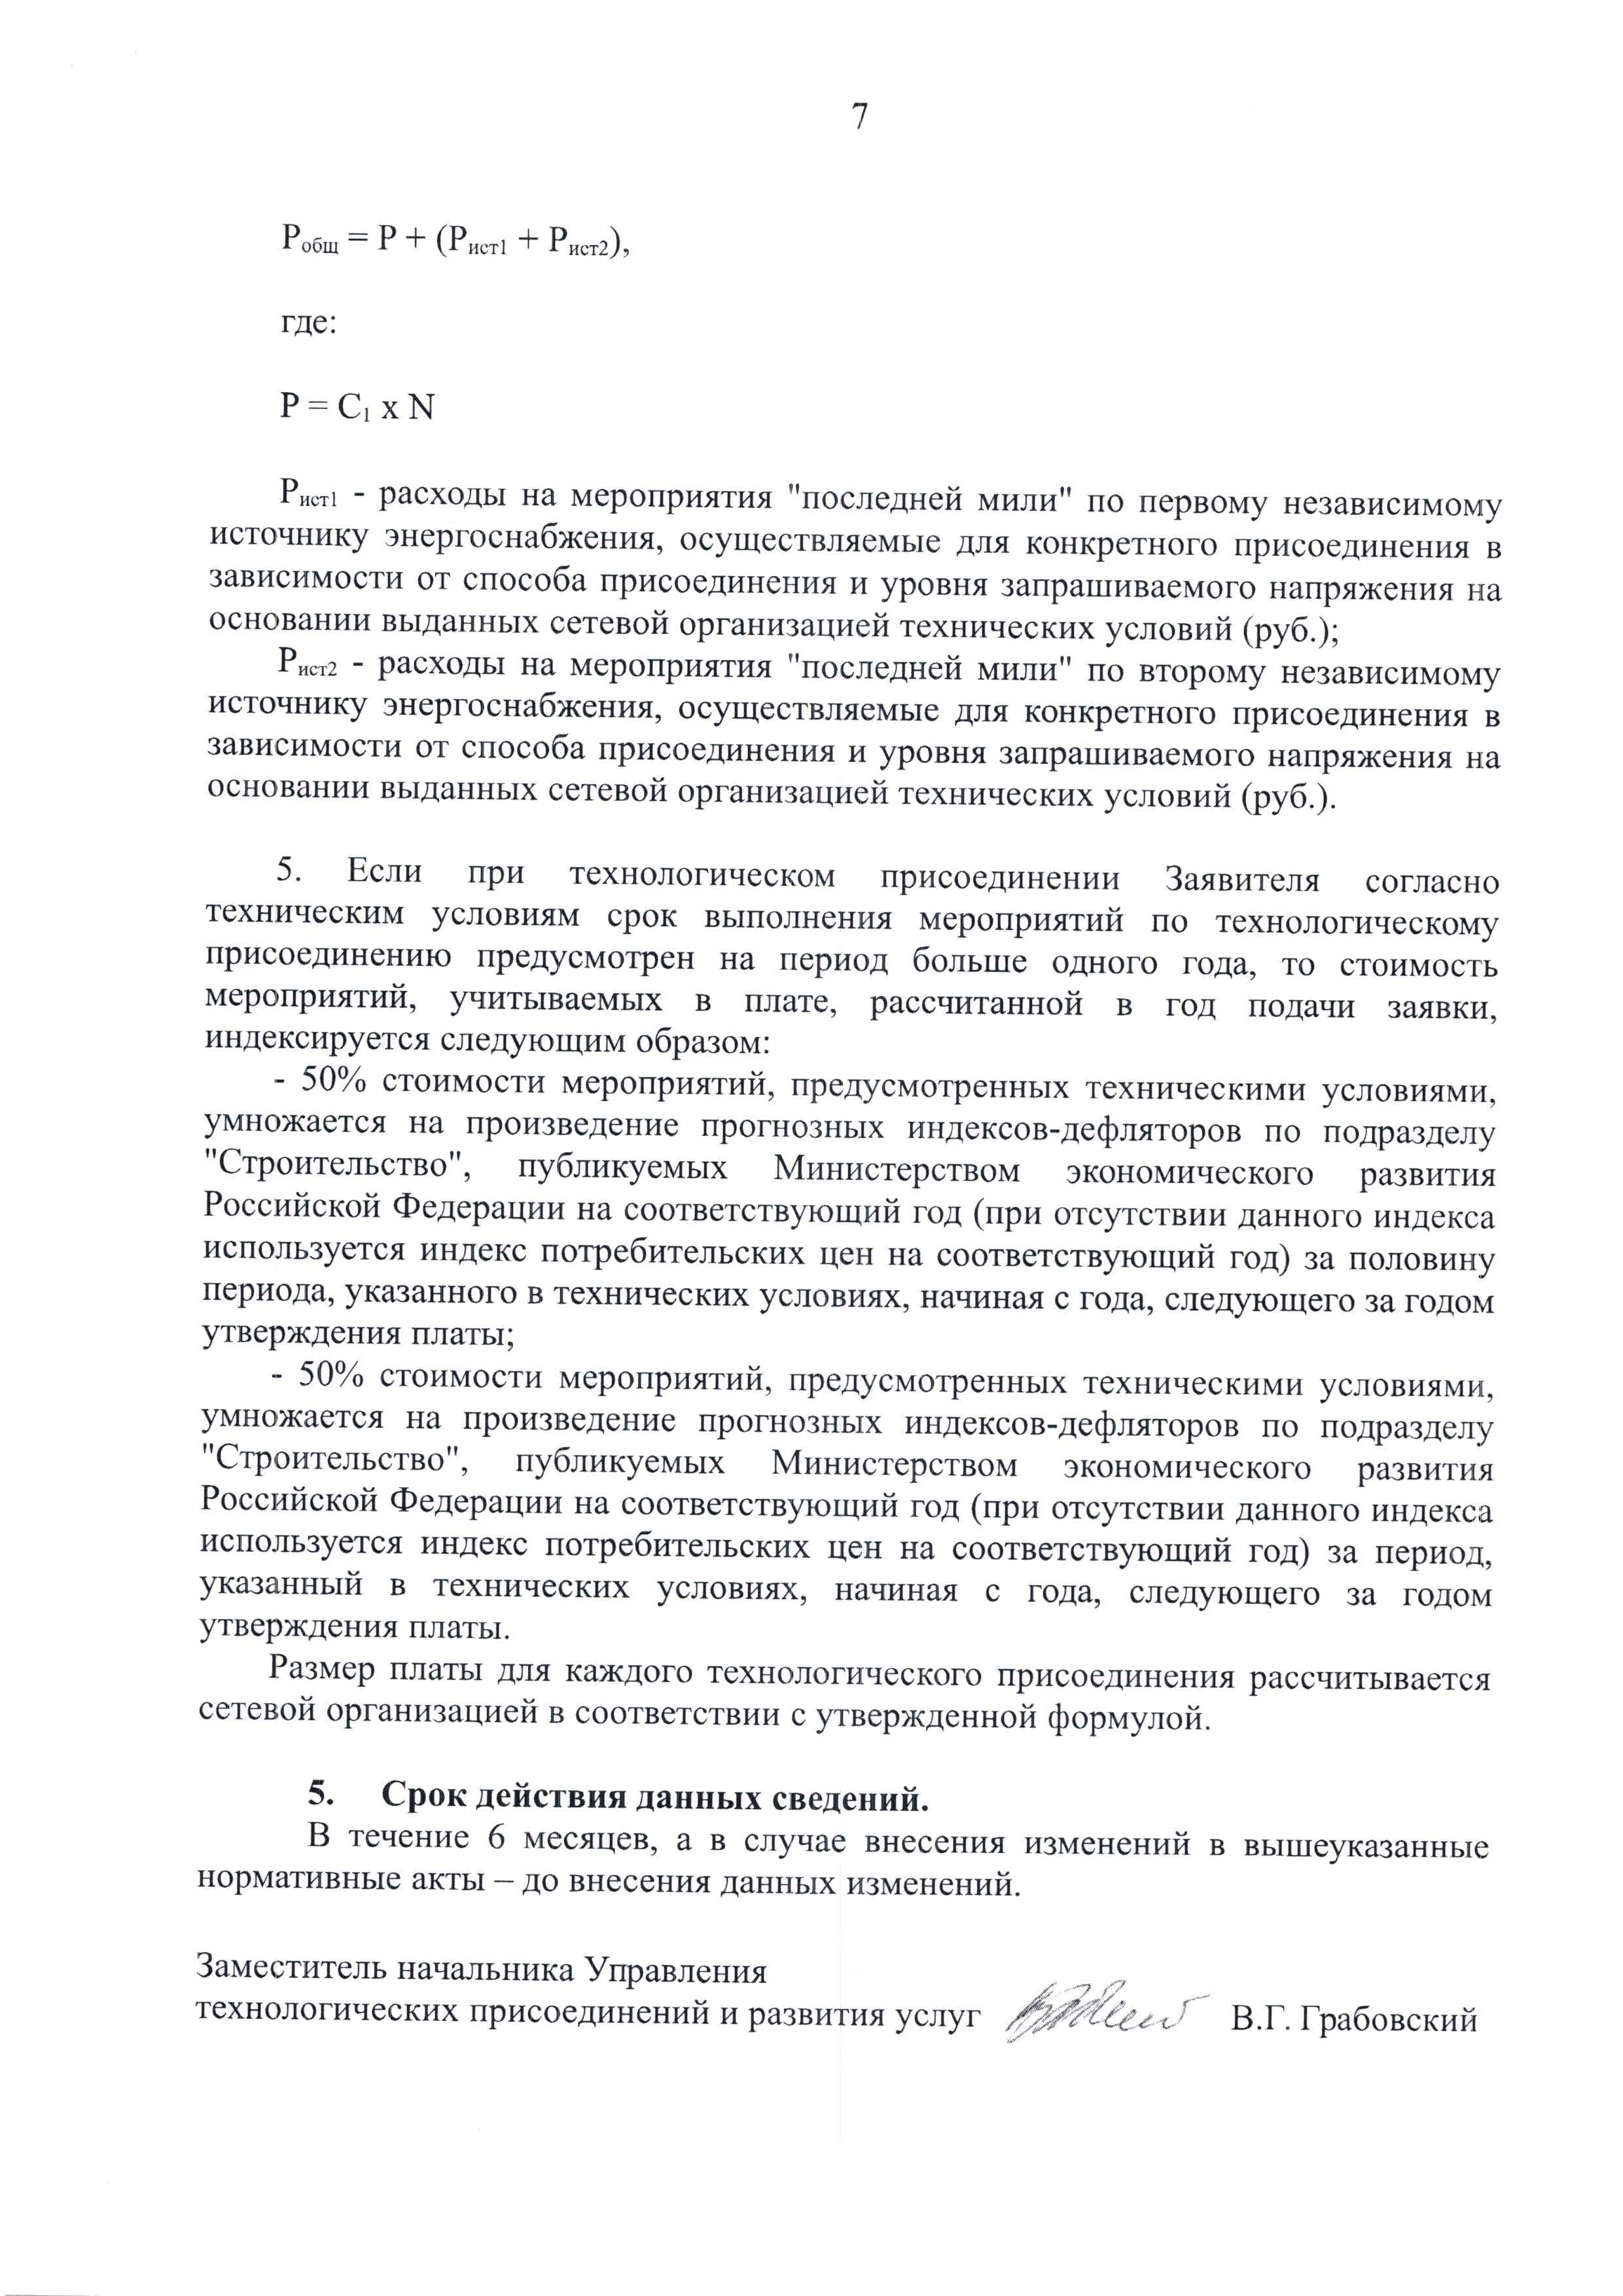 7
Робщ = Р + (Рист1 + Рист2),
где:
Р = С1 х N
Рист1 - расходы на мероприятия "последней мили" по первому независимому
источнику энергоснабжения, осуществляемые для конкретного присоединения в
зависимости от способа присоединения и уровня запрашиваемого напряжения на
основании выданных сетевой организацией технических условий (руб.);
Рист2 - расходы на мероприятия "последней мили" по второму независимому
источнику энергоснабжения, осуществляемые для конкретного присоединения в
зависимости от способа присоединения и уровня запрашиваемого напряжения на
основании выданных сетевой организацией технических условий (руб.).
5. Если при технологическом присоединении Заявителя согласно
техническим условиям срок выполнения мероприятий по технологическому
присоединению предусмотрен на период больше одного года, то стоимость
мероприятий, учитываемых в плате, рассчитанной в год подачи заявки,
индексируется следующим образом:
- 50% стоимости мероприятий, предусмотренных техническими условиями,
умножается на произведение прогнозных индексов-дефляторов по подразделу
"Строительство", публикуемых Министерством экономического развития
Российской Федерации на соответствующий год (при отсутствии данного индекса
используется индекс потребительских цен на соответствующий год) за половину
периода, указанного в технических условиях, начиная с года, следующего за годом
утверждения платы;
- 50% стоимости мероприятий, предусмотренных техническими условиями,
умножается на произведение прогнозных индексов-дефляторов по подразделу
"Строительство", публикуемых Министерством экономического развития
Российской Федерации на соответствующий год (при отсутствии данного индекса
используется индекс потребительских цен на соответствующий год) за период,
указанный в технических условиях, начиная с года, следующего за годом
утверждения платы.
Размер платы для каждого технологического присоединения рассчитывается
сетевой организацией в соответствии с утвержденной формулой.
5. Срок действия данных сведений.
В течение 6 месяцев, а в случае внесения изменений в вышеуказанные
нормативные акты – до внесения данных изменений.
Заместитель начальника Управления
технологических присоединений и развития услуг В.Г. Грабовский